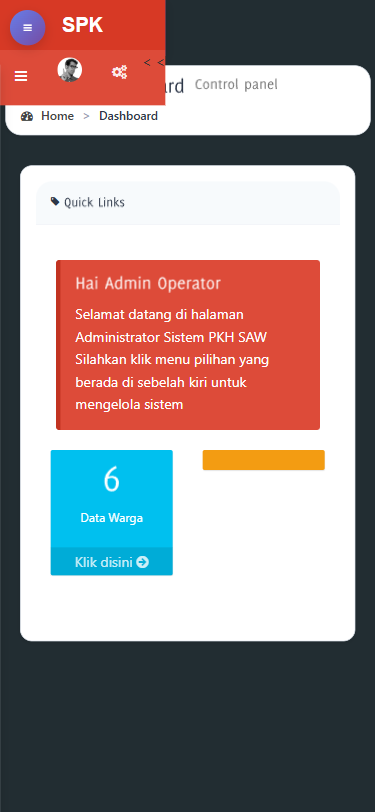 SPK
< <
Control panel
Home > Dashboard
Quick Links
Hai Admin Operator
Selamat datang di halaman
Administrator Sistem PKH SAW
Silahkan klik menu pilihan yang
berada di sebelah kiri untuk
mengelola sistem
6
Data Warga
Klik disini